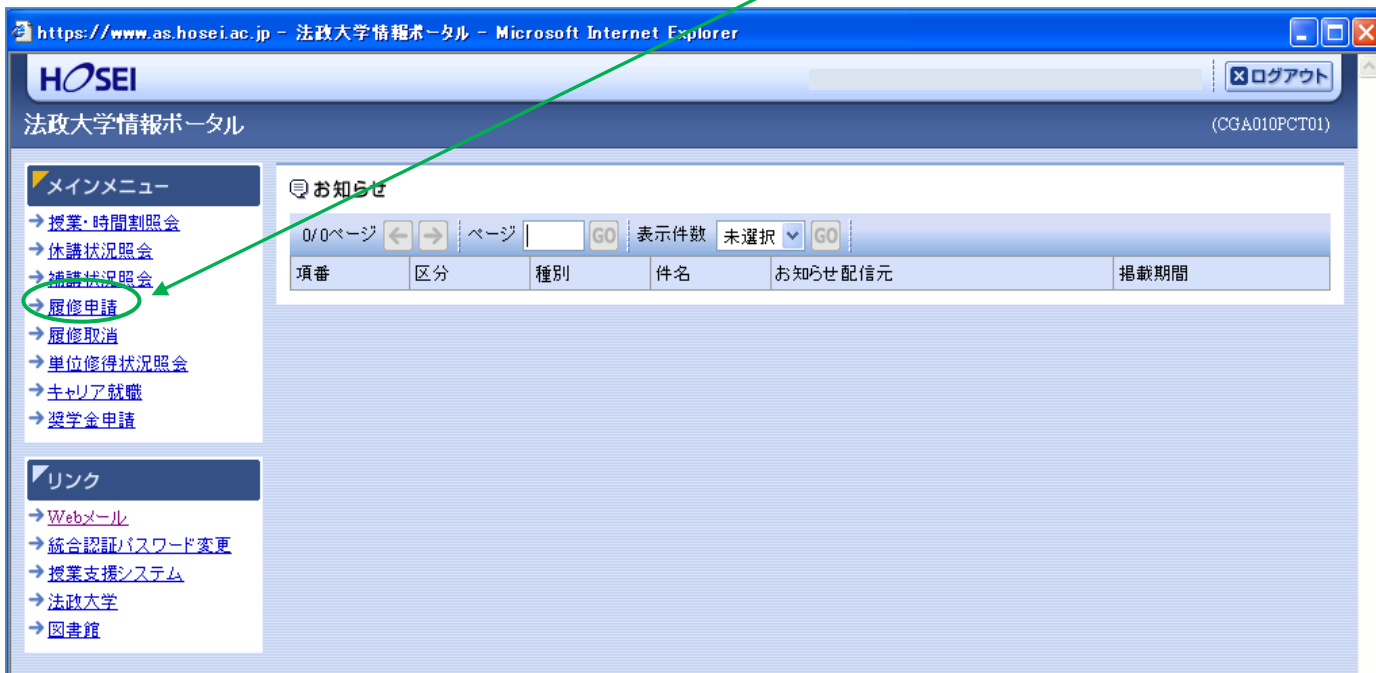 https://www.as.hosei.ac.jp - 法政大学情報ポータル - Microsoft Internet Explorer
HOSEI
ログアウト
法政大学情報ポータル
(CGA010PCT01)
メインメニュー
授業・時間割照会
休講状況照会
補講状況照会
履修申請
履修取消
単位修得状況照会
キャリア就職
奨学金申請
リンク
Webメール
統合認証パスワード変更
授業支援システム
法政大学
図書館
お知らせ
0/0ページ ページ GO 表示件数 未選択 GO
項番 区分 種別 件名 お知らせ配信元 掲載期間